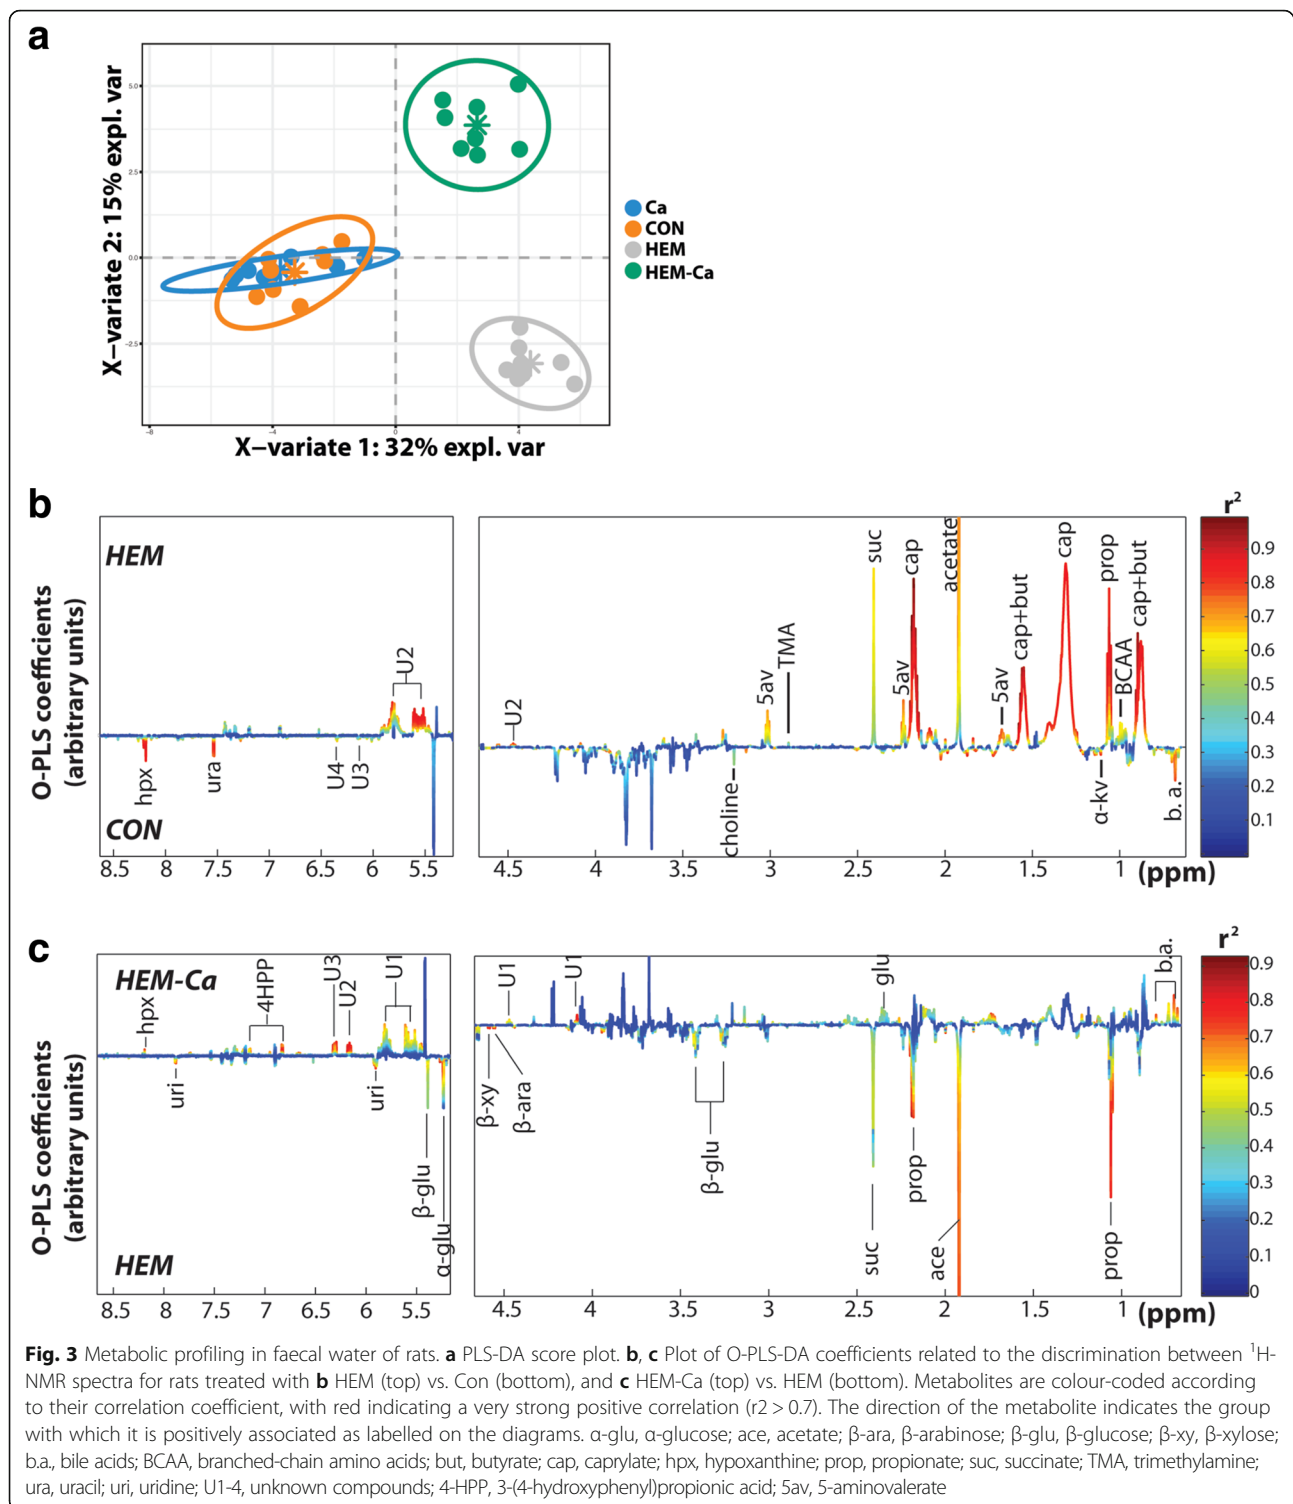 a
X–variate 2: 15% expl. var
5.0
2.5
0.0
-2.5
-8
-4
0
4
X–variate 1: 32% expl. var
Ca
CON
HEM
HEM-Ca
b
O-PLS coefficients
(arbitrary units)
HEM
CON
U2
hpx
ura
U4
U3
8.5 8 7.5 7 6.5 6 5.5
U2
5av
TMA
choline
suc
5av
cap
acetate
5av
cap+but
cap
prop
BCAA
cap+but
α-kv
b. a.
4.5 4 3.5 3 2.5 2 1.5 1 (ppm)
r²
0.9
0.8
0.7
0.6
0.5
0.4
0.3
0.2
0.1
c
O-PLS coefficients
(arbitrary units)
HEM-Ca
HEM
hpx
4HPP
U3
U2
U1
uri
uri
β-glu
α-glu
8.5 8 7.5 7 6.5 6 5.5
U1
U1
glu
b.a.
β-xy
β-ara
β-glu
suc
prop
ace
prop
4.5 4 3.5 3 2.5 2 1.5 1 (ppm)
r²
0.9
0.8
0.7
0.6
0.5
0.4
0.3
0.2
0.1
0
Fig. 3 Metabolic profiling in faecal water of rats. a PLS-DA score plot. b, c Plot of O-PLS-DA coefficients related to the discrimination between ¹H-
NMR spectra for rats treated with b HEM (top) vs. Con (bottom), and c HEM-Ca (top) vs. HEM (bottom). Metabolites are colour-coded according
to their correlation coefficient, with red indicating a very strong positive correlation (r2 > 0.7). The direction of the metabolite indicates the group
with which it is positively associated as labelled on the diagrams. α-glu, α-glucose; ace, acetate; β-ara, β-arabinose; β-glu, β-glucose; β-xy, β-xylose;
b.a., bile acids; BCAA, branched-chain amino acids; but, butyrate; cap, caprylate; hpx, hypoxanthine; prop, propionate; suc, succinate; TMA, trimethylamine;
ura, uracil; uri, uridine; U1-4, unknown compounds; 4-HPP, 3-(4-hydroxyphenyl)propionic acid; 5av, 5-aminovalerate